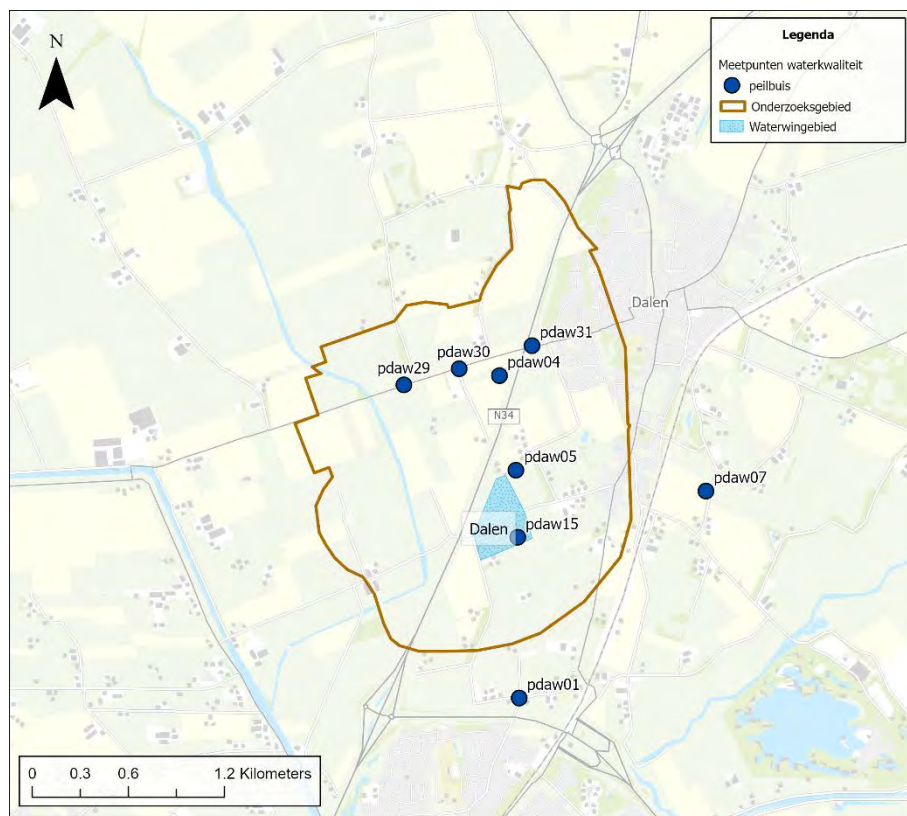 N
Legenda
Meetpunten waterkwaliteit
peilbuis
Onderzoeksgebied
Waterwingebied
Dalen
pdaw31
pdaw30
pdaw29
pdaw04
N34
pdaw05
pdaw07
pdaw15
Dalen
pdaw01
0 0.3 0.6 1.2 Kilometers